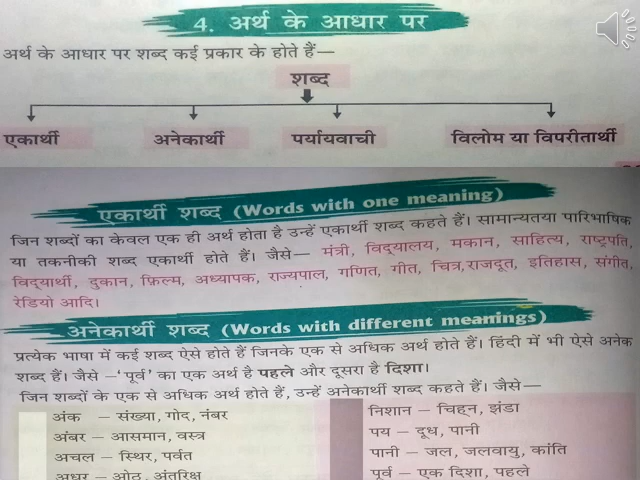 4. अर्थ के आधार पर
अर्थ के आधार पर शब्द कई प्रकार के होते हैं—
शब्द
एकार्थी अनेकार्थी पर्यायवाची विलोम या विपरीतार्थी
एकार्थी शब्द (Words with one meaning)
जिन शब्दों का केवल एक ही अर्थ होता है उन्हें एकार्थी शब्द कहते हैं। सामान्यतया पारिभाषिक
या तकनीकी शब्द एकार्थी होते हैं। जैसे— मंत्री, विद्यालय, मकान, साहित्य, राष्ट्रपति,
विद्यार्थी, दुकान, फ़िल्म, अध्यापक, राज्यपाल, गणित, गीत, चित्र,राजदूत, इतिहास, संगीत,
रेडियो आदि।
अनेकार्थी शब्द (Words with different meanings)
प्रत्येक भाषा में कई शब्द ऐसे होते हैं जिनके एक से अधिक अर्थ होते हैं। हिंदी में भी ऐसे अनेक
शब्द हैं। जैसे –‘पूर्व’ का एक अर्थ है पहले और दूसरा है दिशा।
जिन शब्दों के एक से अधिक अर्थ होते हैं, उन्हें अनेकार्थी शब्द कहते हैं। जैसे—
अंक – संख्या, गोद, नंबर
अंबर – आसमान, वस्त्र
अचल – स्थिर, पर्वत
अधर – ओठ, अंतरिक्ष
निशान – चिह्न, झंडा
पय – दूध, पानी
पानी – जल, जलवायु, कांति
पूर्व – एक दिशा, पहले